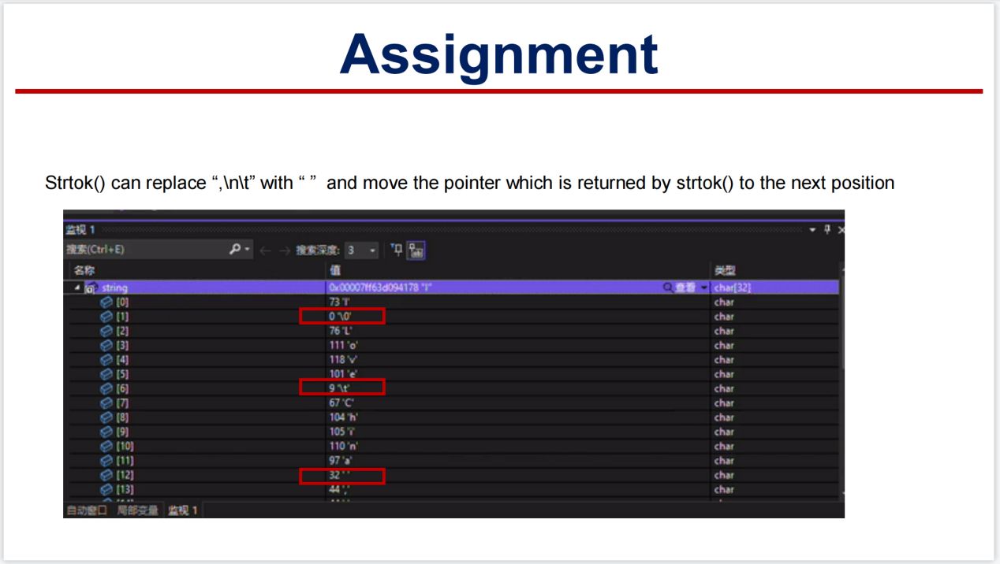 Assignment
Strtok() can replace “,\n\t” with “ ” and move the pointer which is returned by strtok() to the next position
监视 1
搜索(Ctrl+E) 搜索深度: 3
名称 值 类型
string 0x00007ff63d094178 "I" 查看 char[32]
[0] 73 'I' char
[1] 0 '\0' char
[2] 76 'L' char
[3] 111 'o' char
[4] 118 'v' char
[5] 101 'e' char
[6] 9 '\t' char
[7] 67 'C' char
[8] 104 'h' char
[9] 105 'i' char
[10] 110 'n' char
[11] 97 'a' char
[12] 32 ' ' char
[13] 44 ',' char
自动窗口 局部变量 监视 1